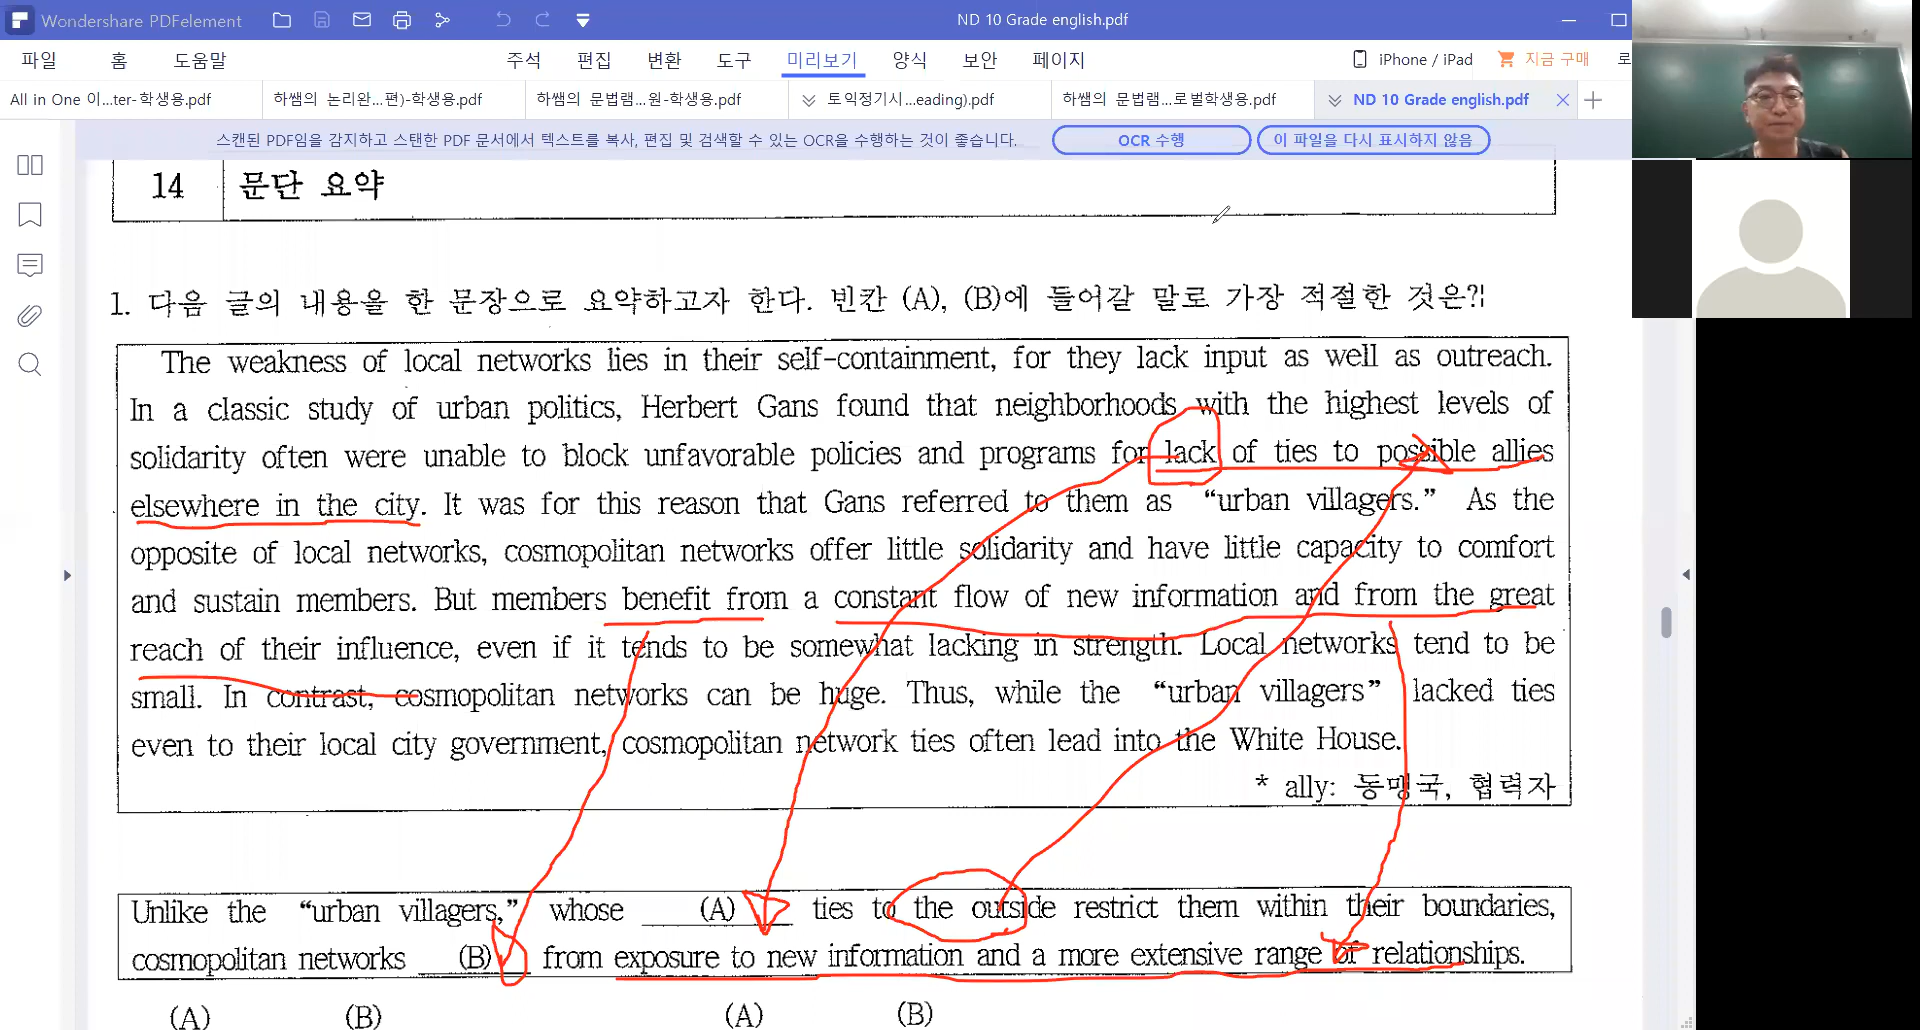 Wondershare PDFelement
ND 10 Grade english.pdf
파일 홈 도움말 주석 편집 변환 도구 미리보기 양식 보안 페이지 iPhone / iPad 지금 구매 로
All in One 이...ter-학생용.pdf 하쌤의 논리완...편)-학생용.pdf 하쌤의 문법램...원-학생용.pdf 토익정기시...eading).pdf 하쌤의 문법램...로벌학생용.pdf ND 10 Grade english.pdf
스캔된 PDF임을 감지하고 스탠한 PDF 문서에서 텍스트를 복사, 편집 및 검색할 수 있는 OCR을 수행하는 것이 좋습니다. OCR 수행 이 파일을 다시 표시하지 않음
14 문단 요약
1. 다음 글의 내용을 한 문장으로 요약하고자 한다. 빈칸 (A), (B)에 들어갈 말로 가장 적절한 것은?
The weakness of local networks lies in their self-containment, for they lack input as well as outreach.
In a classic study of urban politics, Herbert Gans found that neighborhoods with the highest levels of
solidarity often were unable to block unfavorable policies and programs for lack of ties to possible allies
elsewhere in the city. It was for this reason that Gans referred to them as “urban villagers.” As the
opposite of local networks, cosmopolitan networks offer little solidarity and have little capacity to comfort
and sustain members. But members benefit from a constant flow of new information and from the great
reach of their influence, even if it tends to be somewhat lacking in strength. Local networks tend to be
small. In contrast, cosmopolitan networks can be huge. Thus, while the “urban villagers” lacked ties
even to their local city government, cosmopolitan network ties often lead into the White House.
* ally: 동맹국, 협력자
Unlike the “urban villagers,” whose (A) ties to the outside restrict them within their boundaries,
cosmopolitan networks (B) from exposure to new information and a more extensive range of relationships.
(A) (B) (A) (B)